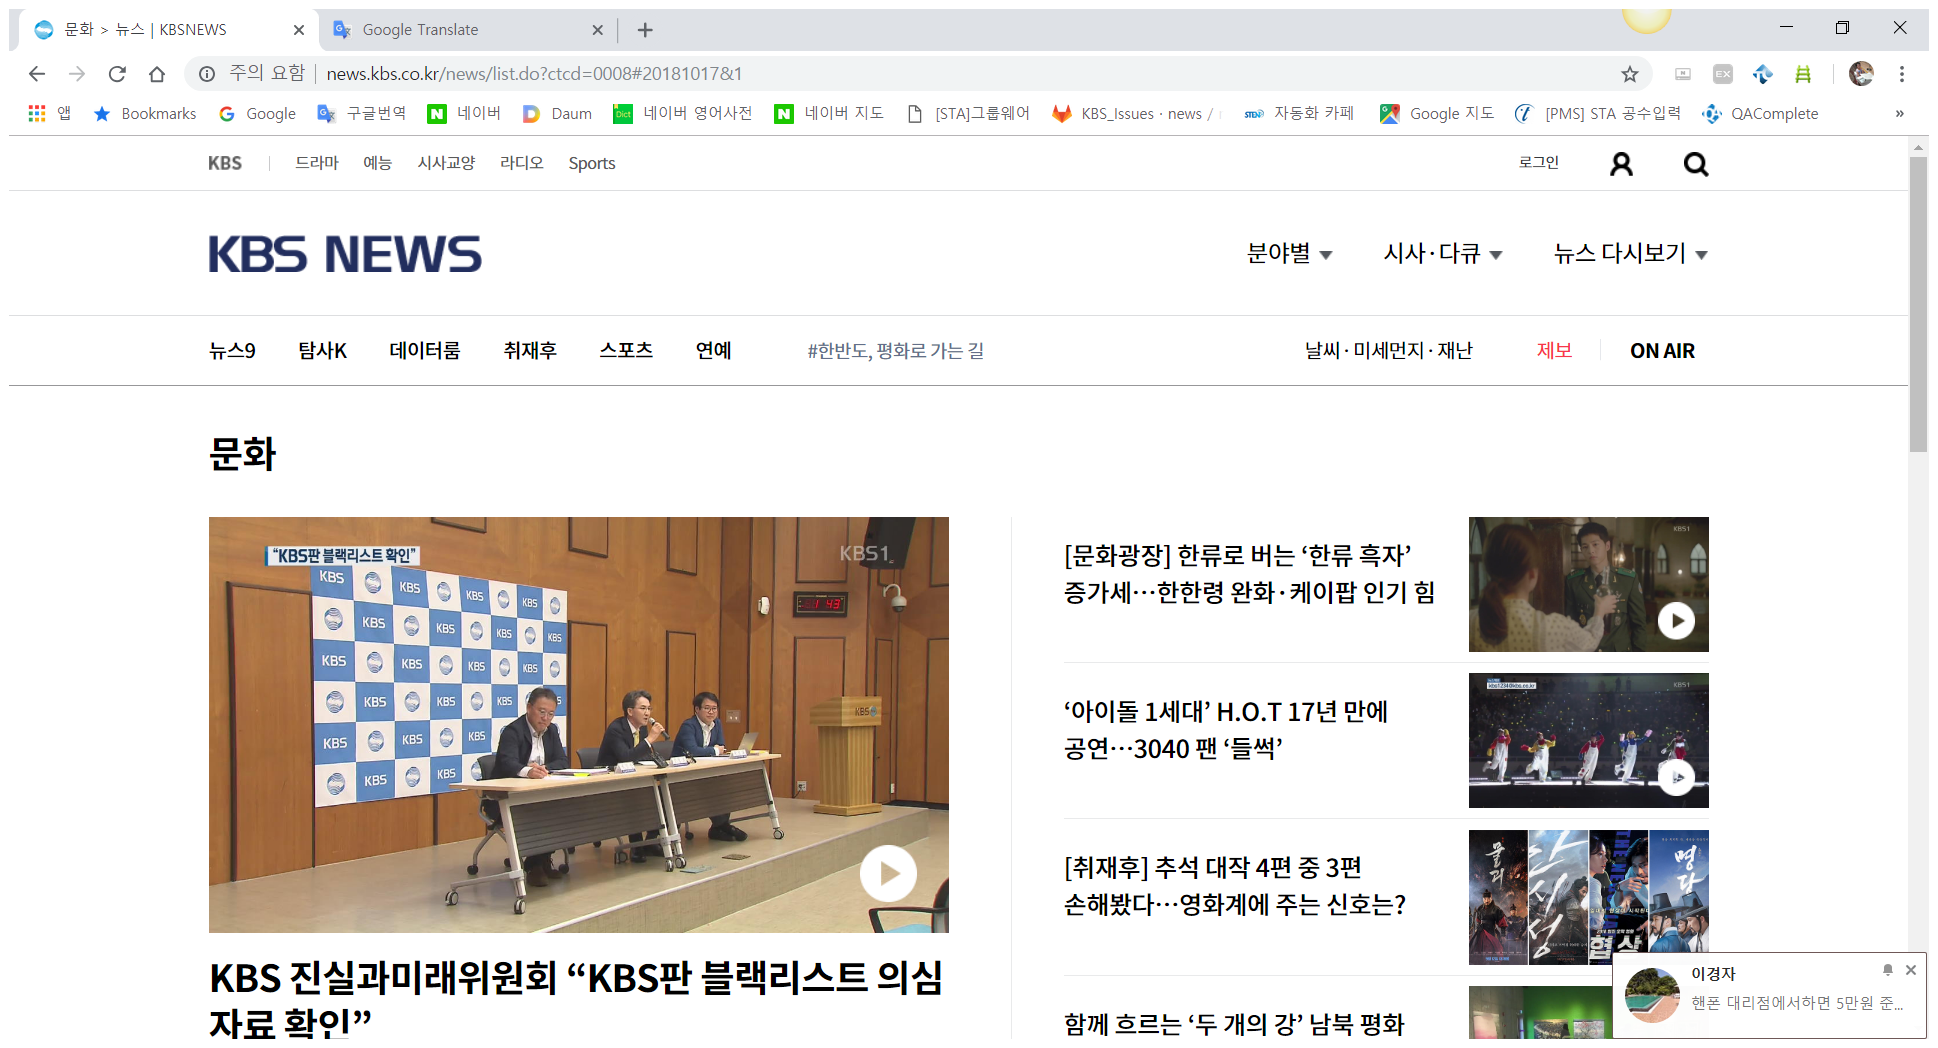 문화 > 뉴스 | KBSNEWS
Google Translate
주의 요함 | news.kbs.co.kr/news/list.do?ctcd=0008#20181017&1
앱 Bookmarks Google 구글번역 네이버 Daum 네이버 영어사전 네이버 지도 [STA]그룹웨어 KBS_Issues · news / 자동화 카페 Google 지도 [PMS] STA 공수입력 QAComplete »
KBS 드라마 예능 시사교양 라디오 Sports 로그인
KBS NEWS
분야별 시사·다큐 뉴스 다시보기
뉴스9 탐사K 데이터룸 취재후 스포츠 연예 #한반도, 평화로 가는 길 날씨·미세먼지·재난 제보 ON AIR
문화
“KBS판 블랙리스트 확인”
KBS1
KBS 진실과미래위원회 “KBS판 블랙리스트 의심
자료 확인”
[문화광장] 한류로 버는 ‘한류 흑자’
증가세…한한령 완화·케이팝 인기 힘
KBS1
‘아이돌 1세대’ H.O.T 17년 만에
공연…3040 팬 ‘들썩’
KBS1
[취재후] 추석 대작 4편 중 3편
손해봤다…영화계에 주는 신호는?
물괴
안시성
협상
명당
함께 흐르는 ‘두 개의 강’ 남북 평화
이경자
핸폰 대리점에서하면 5만원 준...